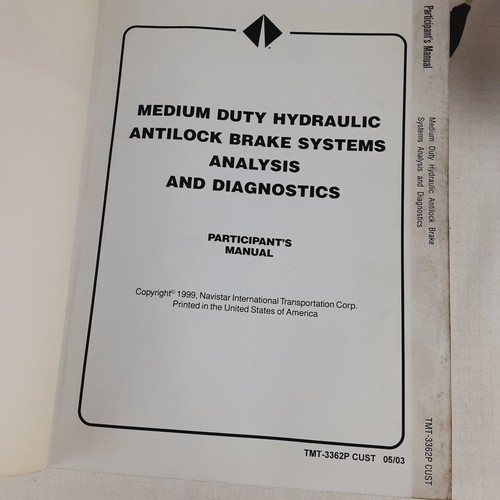 MEDIUM DUTY HYDRAULIC
ANTILOCK BRAKE SYSTEMS
ANALYSIS
AND DIAGNOSTICS
PARTICIPANT'S
MANUAL
Copyright© 1999, Navistar International Transportation Corp.
Printed in the United States of America
TMT-3362P CUST 05/03
Participant's Manual
Medium Duty Hydraulic Antilock Brake
Systems Analysis and Diagnostics
TMT-3362P CUST